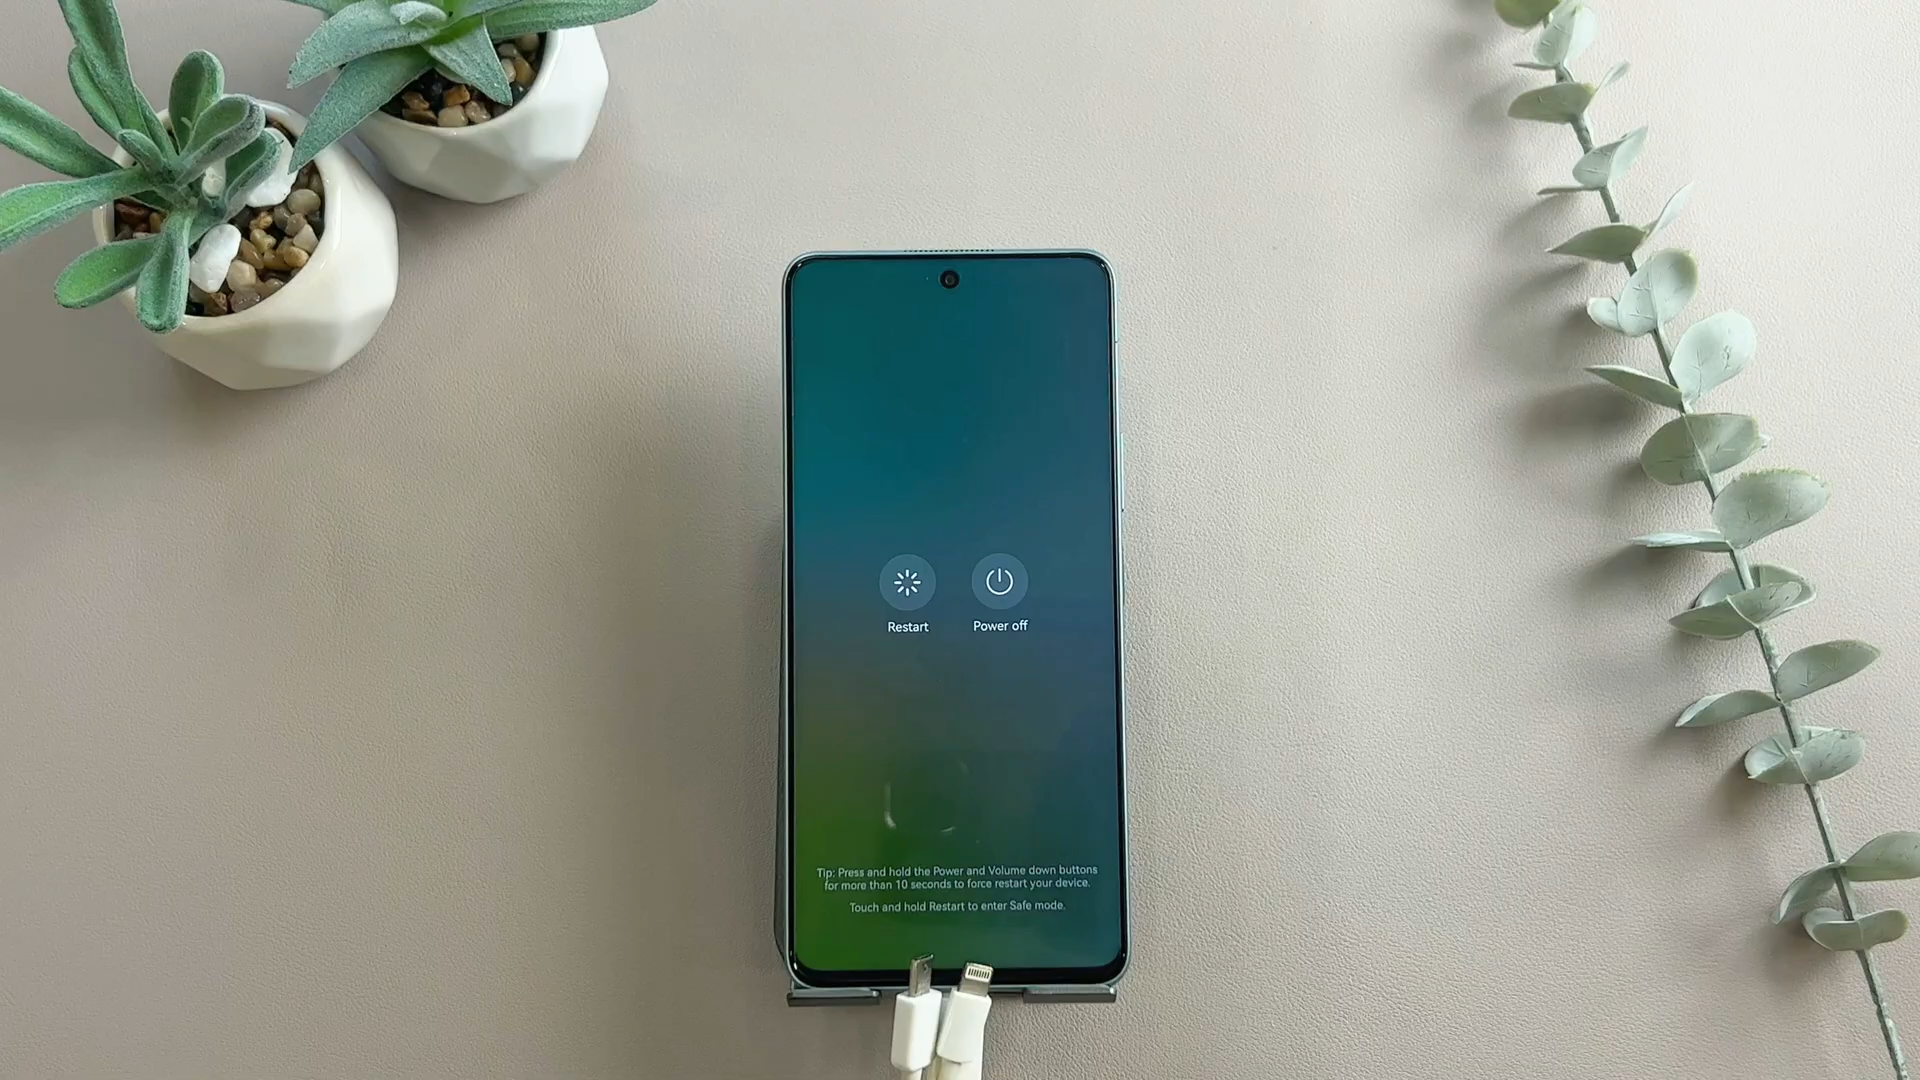 Restart
Power off
Tip: Press and hold the Power and Volume down buttons
for more than 10 seconds to force restart your device.
Touch and hold Restart to enter Safe mode.